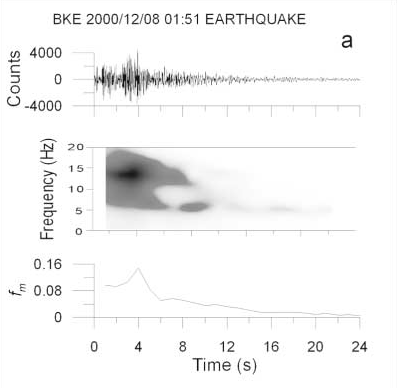 BKE 2000/12/08 01:51 EARTHQUAKE
a
Counts
4000
0
-4000
Frequency (Hz)
20
15
10
5
0
fm
0.16
0.08
0
0 4 8 12 16 20 24
Time (s)